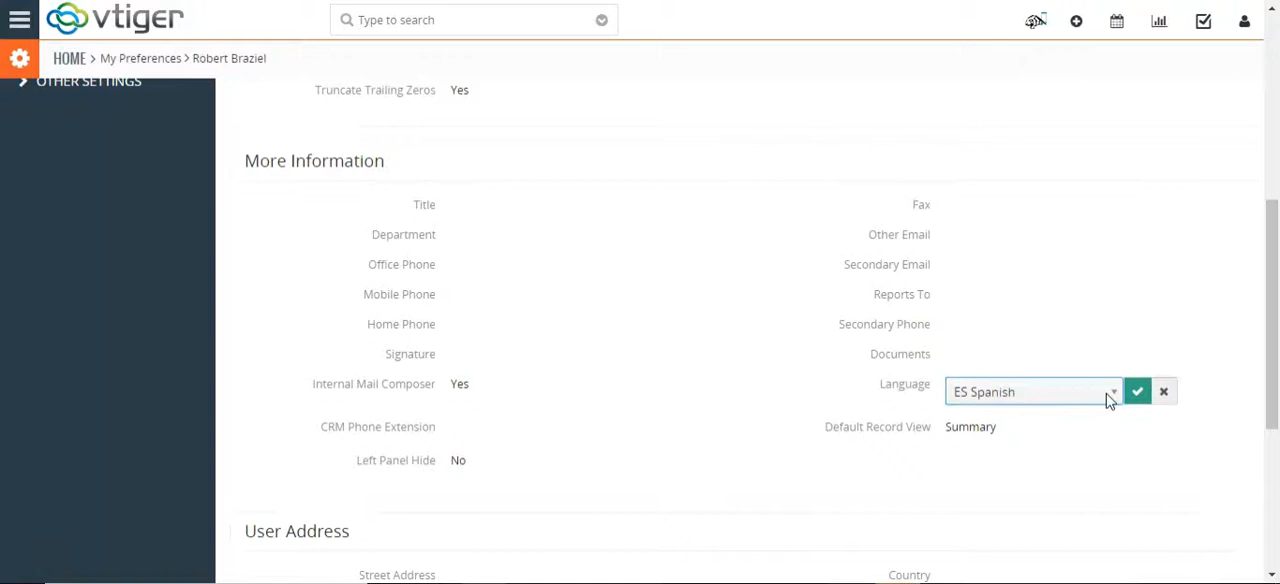 vtiger
Type to search
HOME > My Preferences > Robert Braziel
OTHER SETTINGS
Truncate Trailing Zeros Yes
More Information
Title Fax
Department Other Email
Office Phone Secondary Email
Mobile Phone Reports To
Home Phone Secondary Phone
Signature Documents
Internal Mail Composer Yes Language ES Spanish
CRM Phone Extension Default Record View Summary
Left Panel Hide No
User Address
Street Address Country